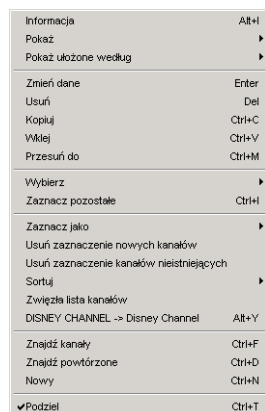 Informacja Alt+I
Pokaż
Pokaż ułożone według
Zmień dane Enter
Usuń Del
Kopiuj Ctrl+C
Wklej Ctrl+V
Przesuń do Ctrl+M
Wybierz
Zaznacz pozostałe Ctrl+I
Zaznacz jako
Usuń zaznaczenie nowych kanałów
Usuń zaznaczenie kanałów nieistniejących
Sortuj
Zwięzła lista kanałów
DISNEY CHANNEL -> Disney Channel Alt+Y
Znajdź kanały Ctrl+F
Znajdź powtórzone Ctrl+D
Nowy Ctrl+N
Podziel Ctrl+T